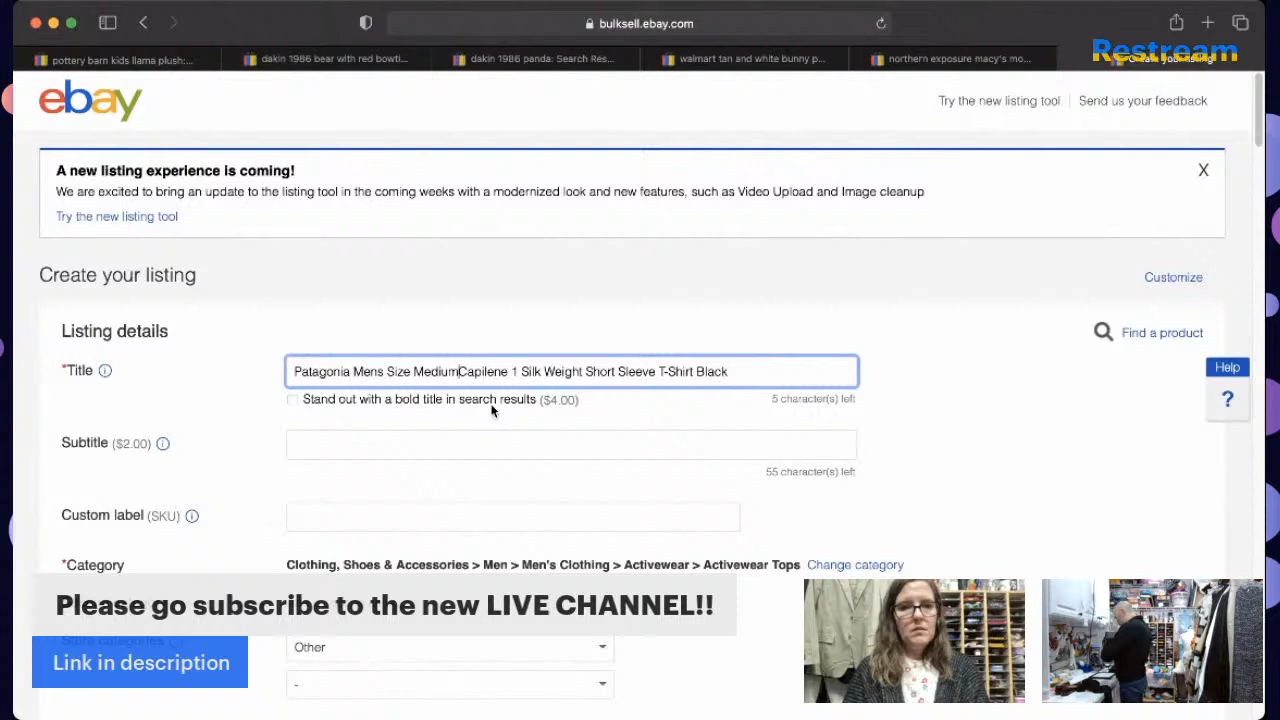 bulksell.ebay.com
pottery barn kids llama plush:...
dakin 1986 bear with red bowti...
dakin 1986 panda: Search Res...
walmart tan and white bunny p...
northern exposure macy's mo...
Restream
ebay
Try the new listing tool
Send us your feedback
A new listing experience is coming!
X
We are excited to bring an update to the listing tool in the coming weeks with a modernized look and new features, such as Video Upload and Image cleanup
Try the new listing tool
Create your listing
Customize
Listing details
Find a product
*Title
Patagonia Mens Size MediumCapilene 1 Silk Weight Short Sleeve T-Shirt Black
Help
?
Stand out with a bold title in search results ($4.00)
5 character(s) left
Subtitle ($2.00)
55 character(s) left
Custom label (SKU)
*Category
Clothing, Shoes & Accessories > Men > Men's Clothing > Activewear > Activewear Tops
Change category
Please go subscribe to the new LIVE CHANNEL!!
Store categories
Other
Link in description
-